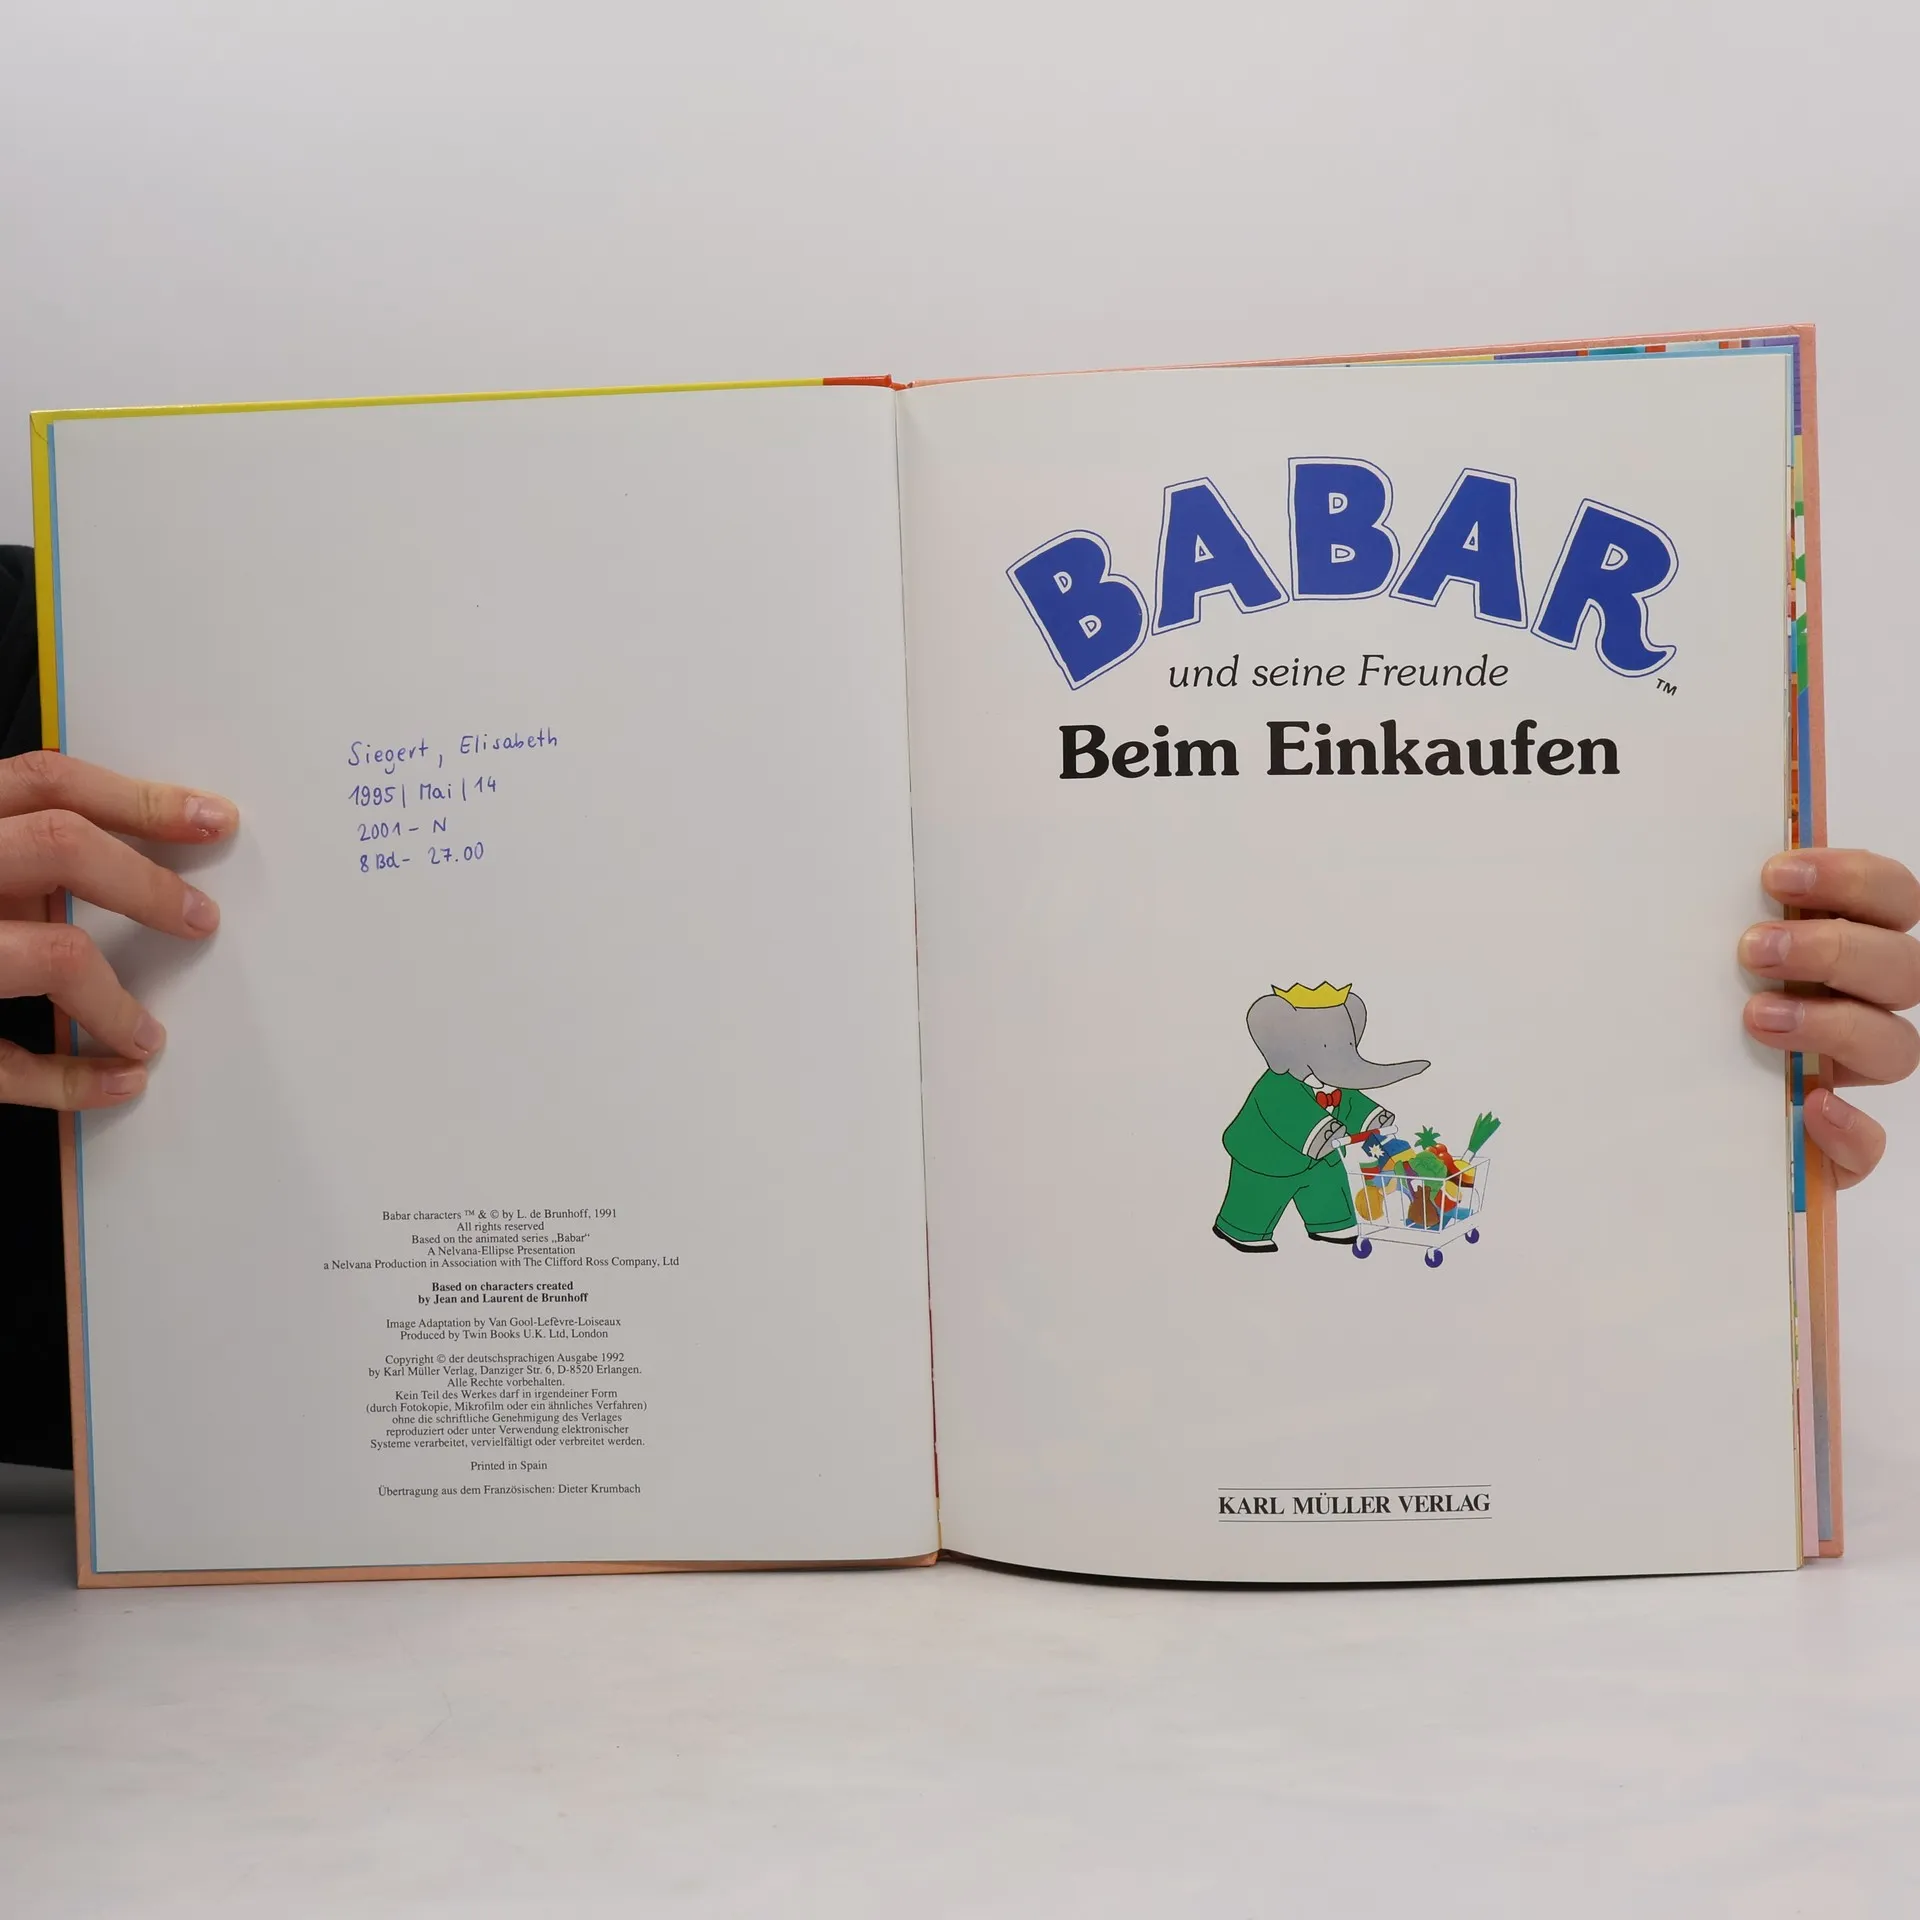 Siegert, Elisabeth
1995| Mai | 14
2001 - N
8 Bd - 27.00
Babar characters ™ & © by L. de Brunhoff, 1991
All rights reserved
Based on the animated series „Babar“
A Nelvana-Ellipse Presentation
a Nelvana Production in Association with The Clifford Ross Company, Ltd
Based on characters created
by Jean and Laurent de Brunhoff
Image Adaptation by Van Gool-Lefèvre-Loiseaux
Produced by Twin Books U.K. Ltd, London
Copyright © der deutschsprachigen Ausgabe 1992
by Karl Müller Verlag, Danziger Str. 6, D-8520 Erlangen.
Alle Rechte vorbehalten.
Kein Teil des Werkes darf in irgendeiner Form
(durch Fotokopie, Mikrofilm oder ein ähnliches Verfahren)
ohne die schriftliche Genehmigung des Verlages
reproduziert oder unter Verwendung elektronischer
Systeme verarbeitet, vervielfältigt oder verbreitet werden.
Printed in Spain
Übertragung aus dem Französischen: Dieter Krumbach
BABAR™
und seine Freunde
Beim Einkaufen
KARL MÜLLER VERLAG